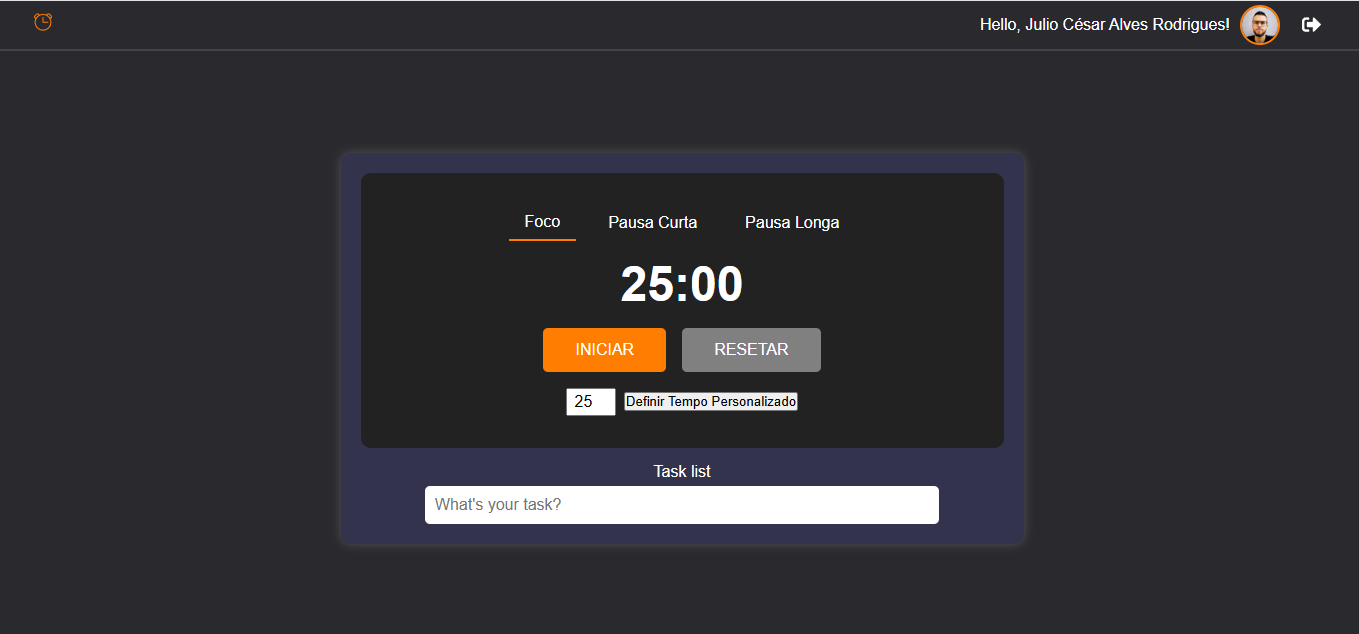 Hello, Julio César Alves Rodrigues!
Foco Pausa Curta Pausa Longa
25:00
INICIAR RESETAR
25 Definir Tempo Personalizado
Task list
What's your task?